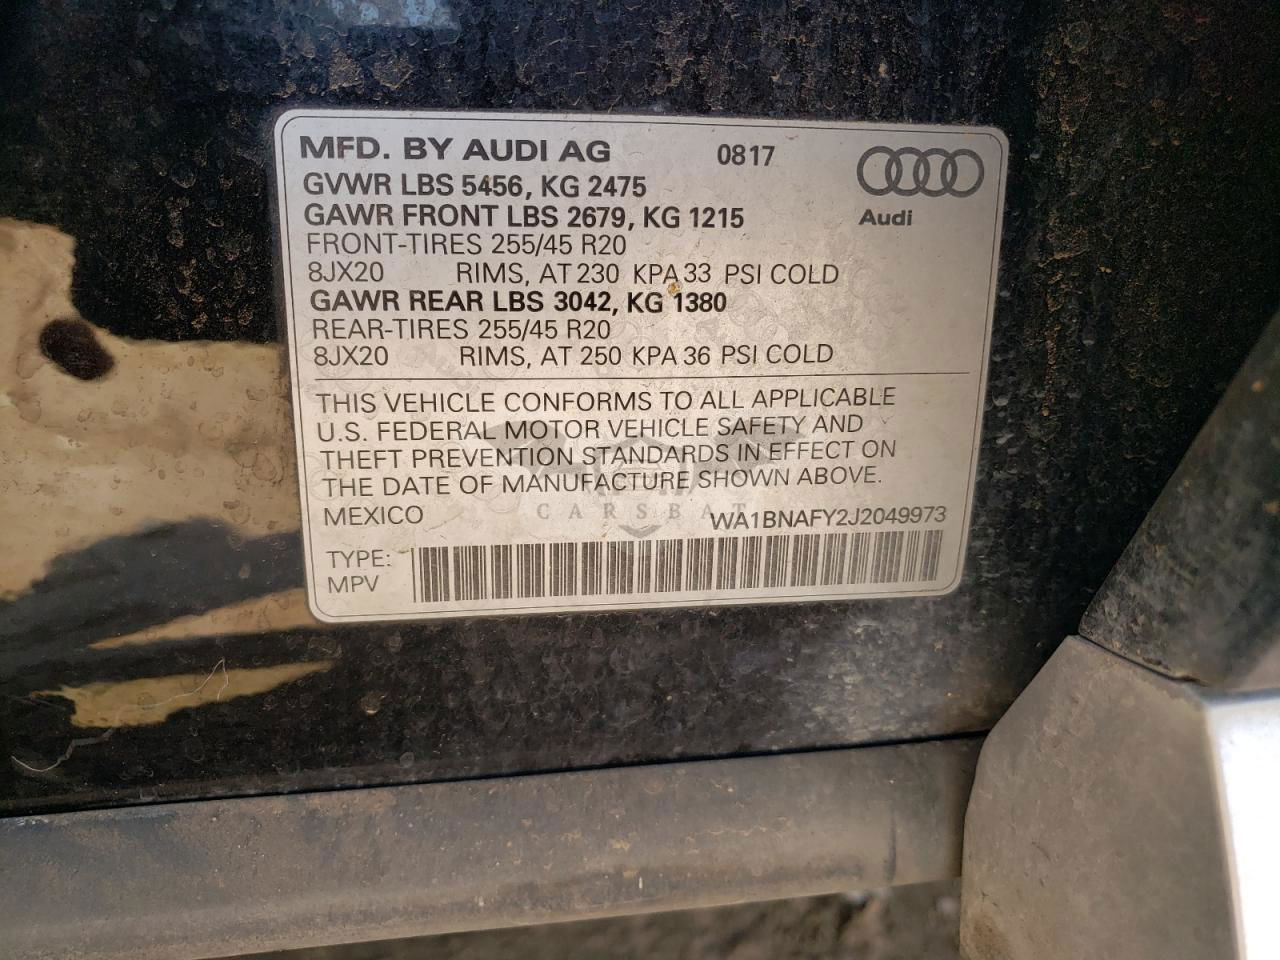 MFD. BY AUDI AG 0817
GVWR LBS 5456, KG 2475
GAWR FRONT LBS 2679, KG 1215
Audi
FRONT-TIRES 255/45 R20
8JX20 RIMS, AT 230 KPA 33 PSI COLD
GAWR REAR LBS 3042, KG 1380
REAR-TIRES 255/45 R20
8JX20 RIMS, AT 250 KPA 36 PSI COLD
THIS VEHICLE CONFORMS TO ALL APPLICABLE
U.S. FEDERAL MOTOR VEHICLE SAFETY AND
THEFT PREVENTION STANDARDS IN EFFECT ON
THE DATE OF MANUFACTURE SHOWN ABOVE.
MEXICO WA1BNAFY2J2049973
CARSBAT
TYPE:
MPV